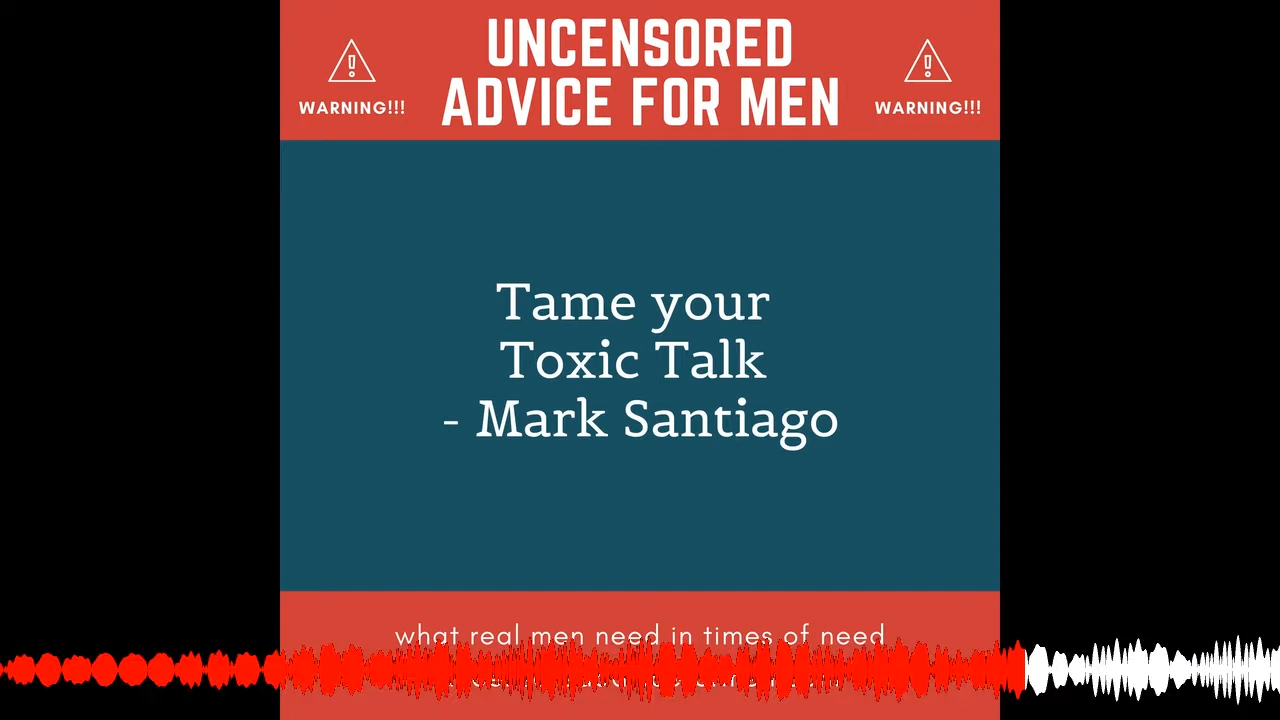 UNCENSORED
ADVICE FOR MEN
WARNING!!!
WARNING!!!
Tame your
Toxic Talk
- Mark Santiago
what real men need in times of need